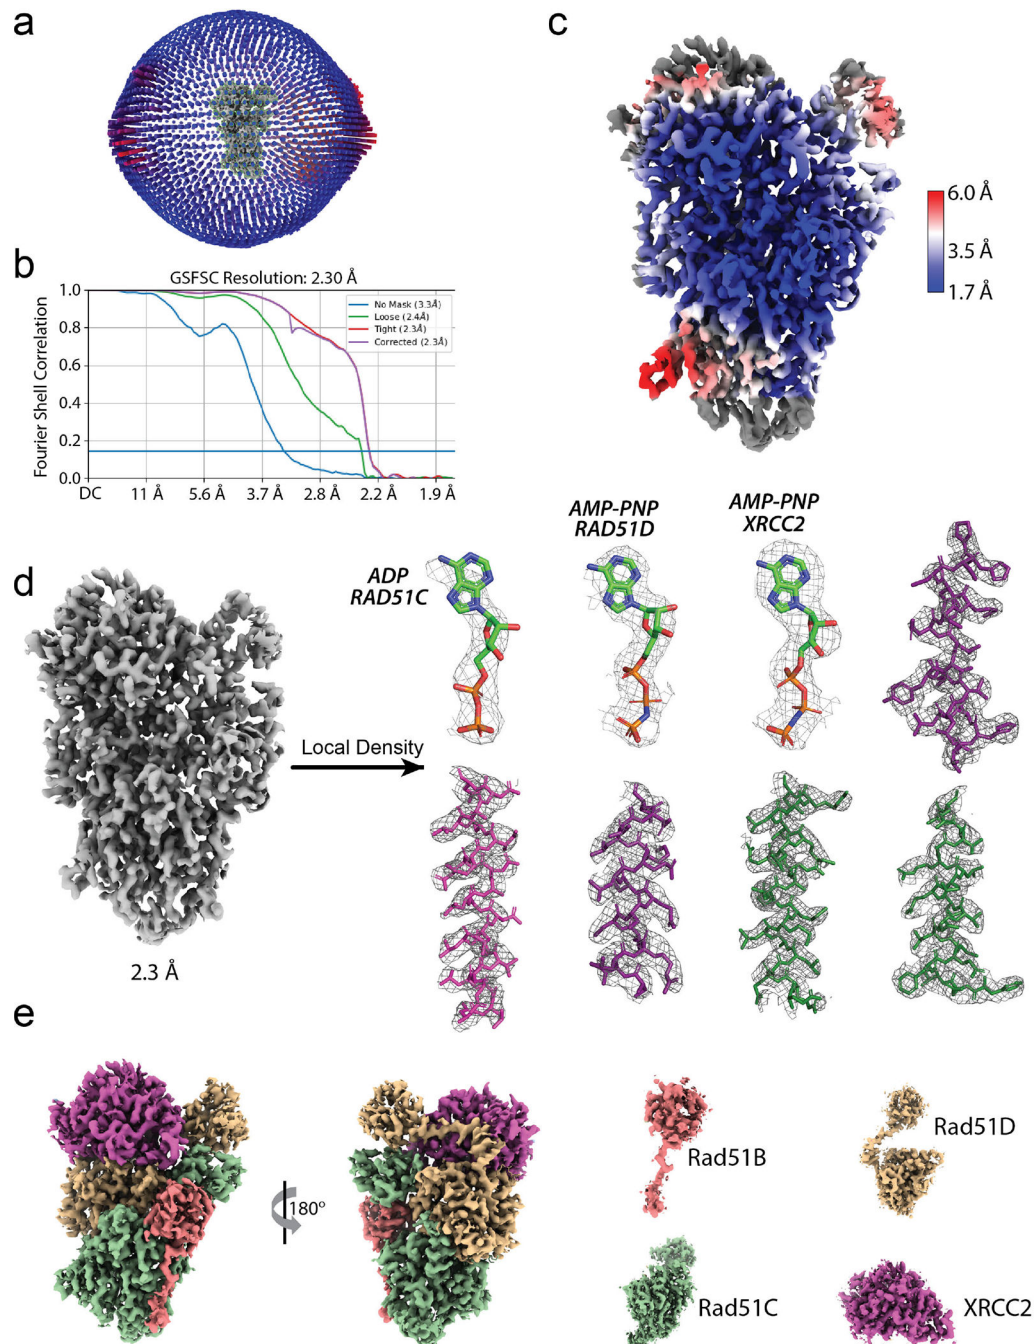 a
c
6.0 Å
3.5 Å
1.7 Å
b
GSFSC Resolution: 2.30 Å
Fourier Shell Correlation
1.0
0.8
0.6
0.4
0.2
0.0
No Mask (3.3Å)
Loose (2.4Å)
Tight (2.3Å)
Corrected (2.3Å)
DC
11 Å
5.6 Å
3.7 Å
2.8 Å
2.2 Å
1.9 Å
d
2.3 Å
Local Density
ADP
RAD51C
AMP-PNP
RAD51D
AMP-PNP
XRCC2
e
180º
Rad51B
Rad51D
Rad51C
XRCC2